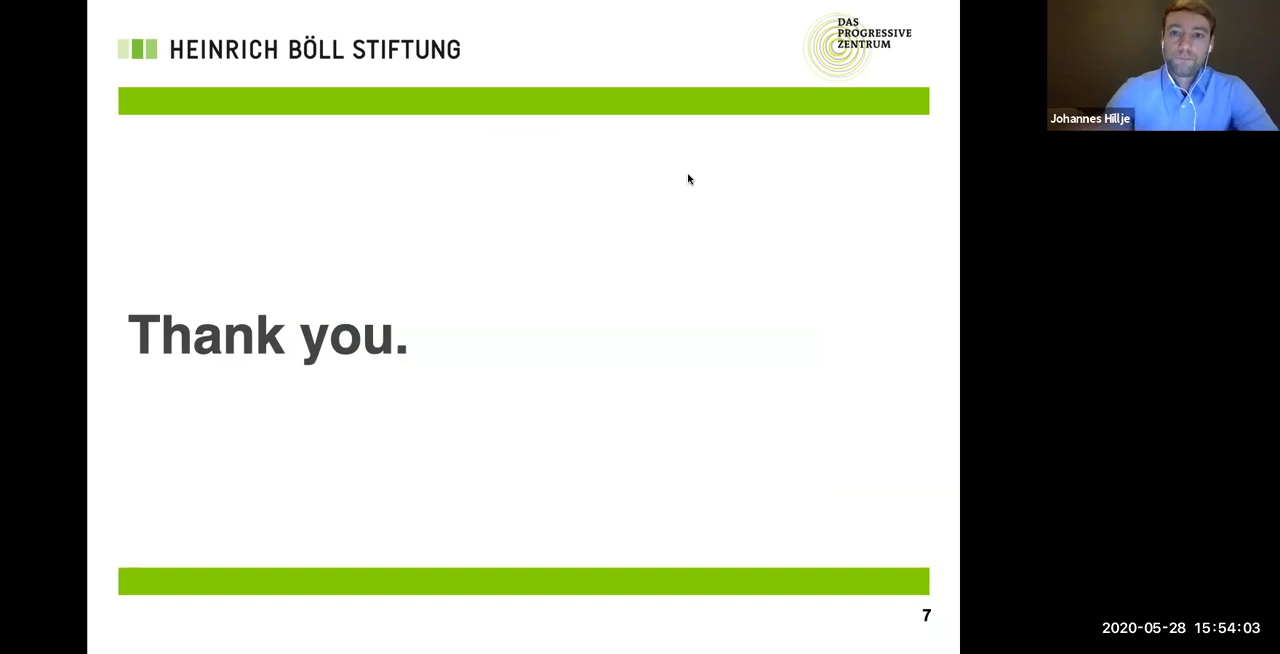 HEINRICH BÖLL STIFTUNG
DAS
PROGRESSIVE
ZENTRUM
Johannes Hillje
Thank you.
7
2020-05-28 15:54:03